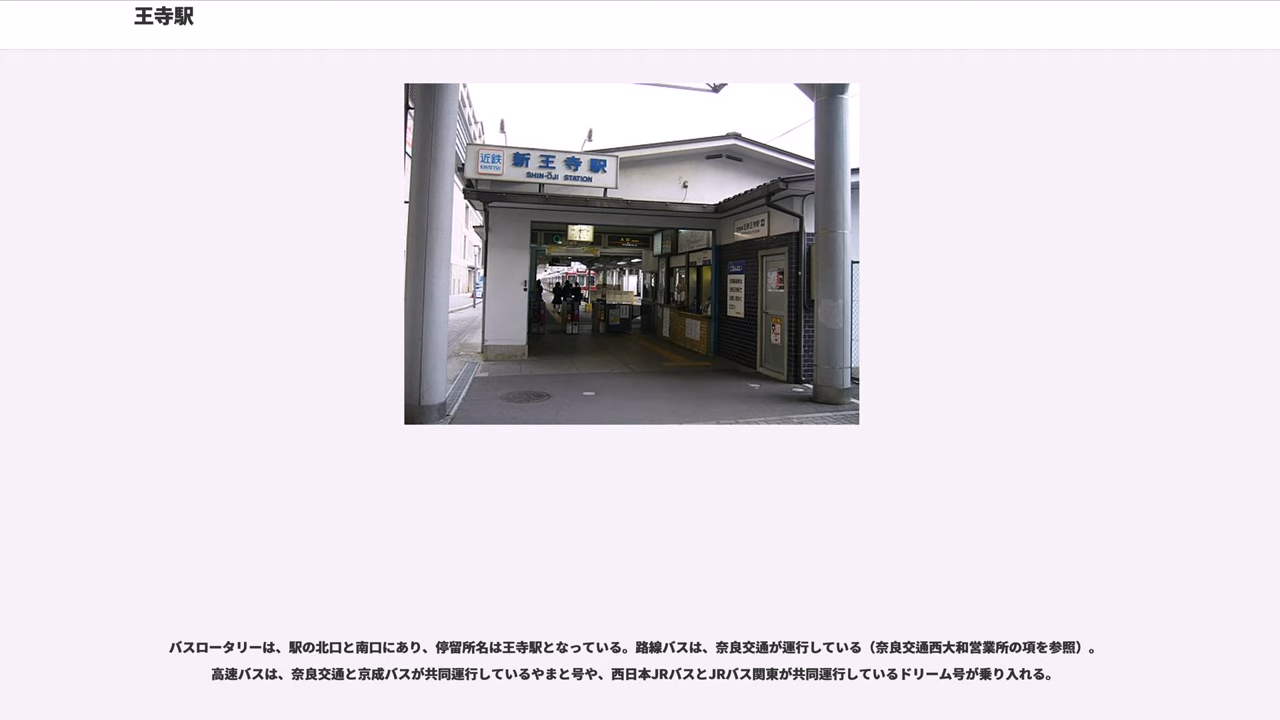 王寺駅
近鉄
KINTETSU
新王寺駅
SHIN-ŌJI STATION
バスロータリーは、駅の北口と南口にあり、停留所名は王寺駅となっている。路線バスは、奈良交通が運行している（奈良交通西大和営業所の項を参照）。
高速バスは、奈良交通と京成バスが共同運行しているやまと号や、西日本JRバスとJRバス関東が共同運行しているドリーム号が乗り入れる。